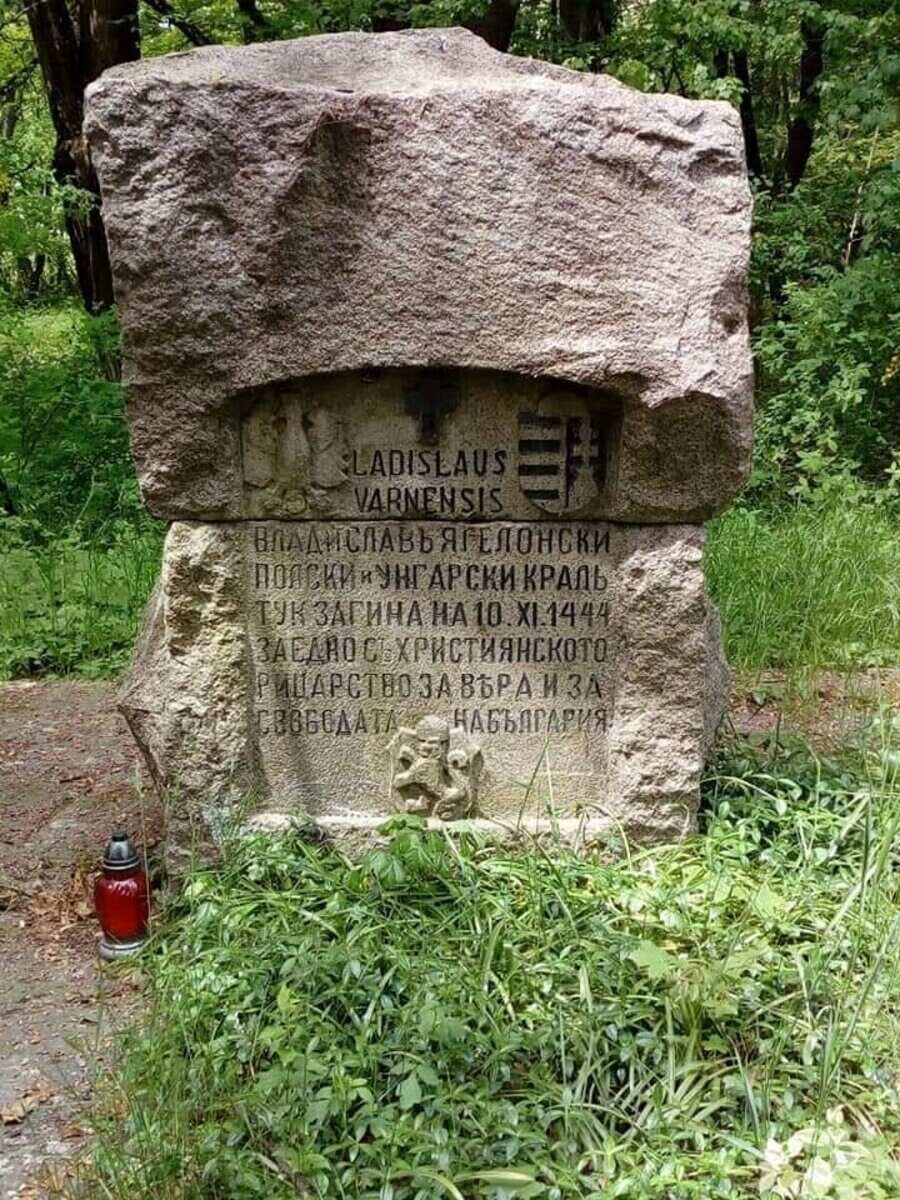 LADISŁAUS
VARNENSIS
ВЛАДИСЛАВЪ ЯГЕЛОНСКИ
ПОЛСКИ И УНГАРСКИ КРАЛЬ
ТУК ЗАГИНА НА 10.XI.1444
ЗАЕДНО СЪ ХРИСТИЯНСКОТО
РИЦАРСТВО ЗА ВѢРА И ЗА
СВОБОДАТА НА БЪЛГАРИЯ